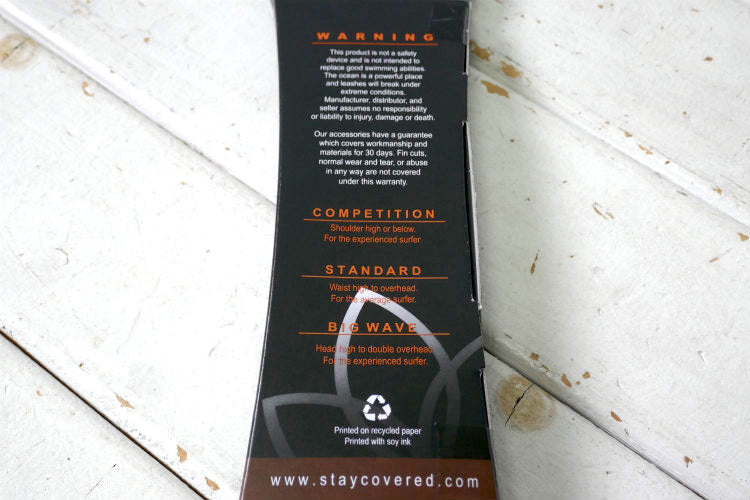 WARNING
This product is not a safety
device and is not intended to
replace good swimming abilities.
The ocean is a powerful place
and leashes will break under
extreme conditions.
Manufacturer, distributor, and
seller assumes no responsibility
or liability to injury, damage or death.
Our accessories have a guarantee
which covers workmanship and
materials for 30 days. Fin cuts,
normal wear and tear, or abuse
in any way are not covered
under this warranty.
COMPETITION
Shoulder high or below.
For the experienced surfer.
STANDARD
Waist high to overhead.
For the average surfer.
BIG WAVE
Head high to double overhead.
For the experienced surfer.
Printed on recycled paper
Printed with soy ink
www.staycovered.com